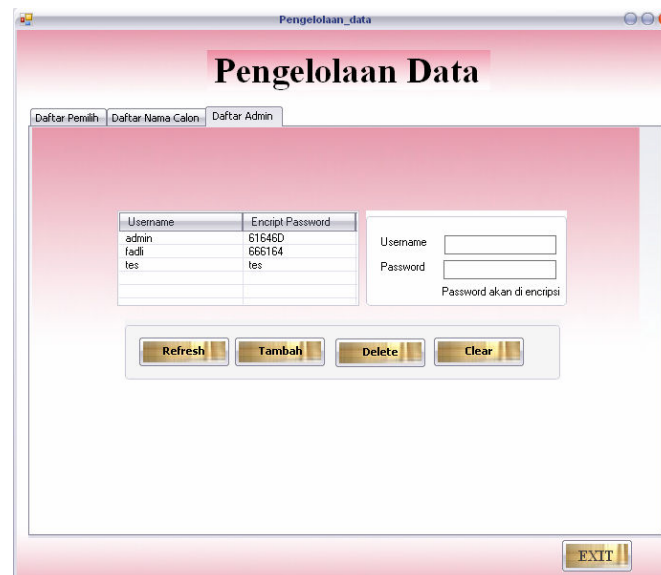 Pengelolaan_data
Pengelolaan Data
Daftar Pemilih Daftar Nama Calon Daftar Admin
Username Encript Password
admin 61646D
fadli 666164
tes tes
Username
Password
Password akan di encripsi
Refresh Tambah Delete Clear
EXIT